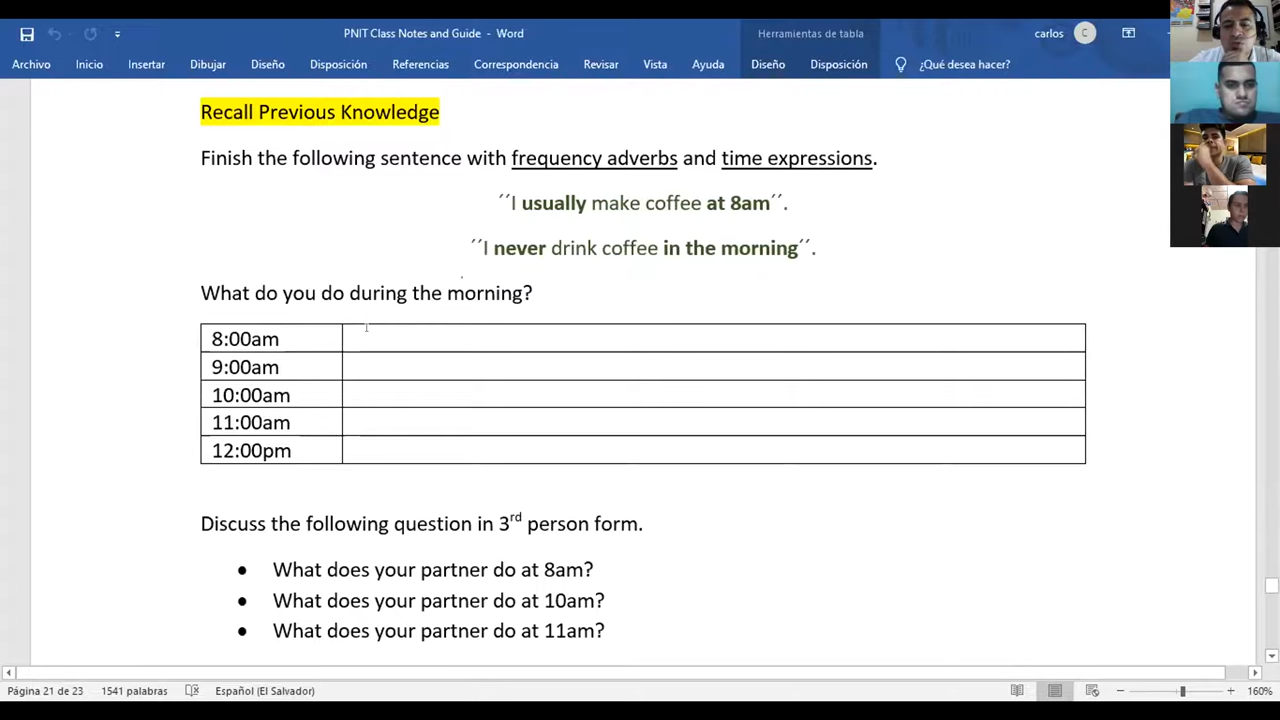 PNIT Class Notes and Guide - Word
Herramientas de tabla
carlos
C
Archivo Inicio Insertar Dibujar Diseño Disposición Referencias Correspondencia Revisar Vista Ayuda Diseño Disposición ¿Qué desea hacer?
Recall Previous Knowledge
Finish the following sentence with frequency adverbs and time expressions.
´´I usually make coffee at 8am´´.
´´I never drink coffee in the morning´´.
What do you do during the morning?
8:00am
9:00am
10:00am
11:00am
12:00pm
Discuss the following question in 3rd person form.
• What does your partner do at 8am?
• What does your partner do at 10am?
• What does your partner do at 11am?
Página 21 de 23 1541 palabras Español (El Salvador) 160%